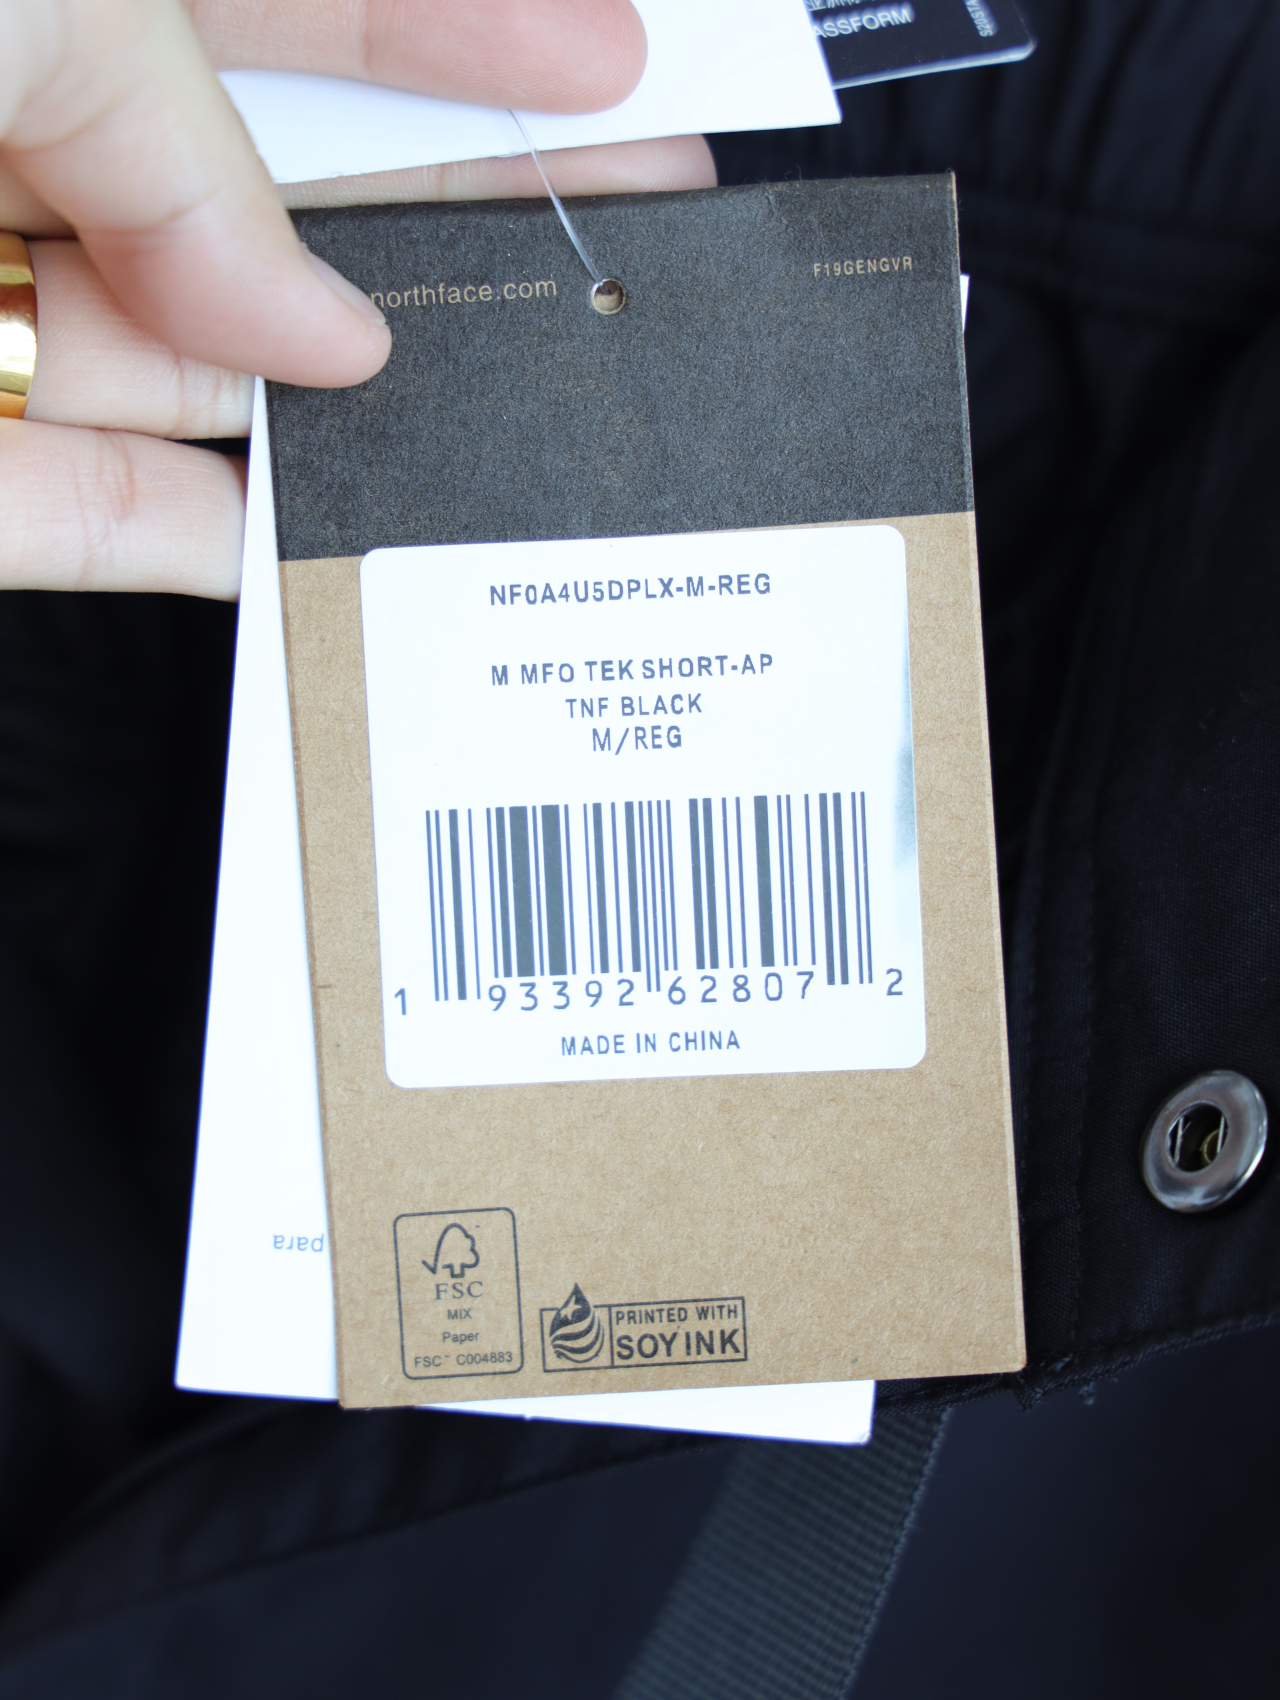 ASSFORM
northface.com
F19GENGVR
NF0A4U5DPLX-M-REG
M MFO TEK SHORT-AP
TNF BLACK
M/REG
1 93392 62807 2
MADE IN CHINA
para
FSC
MIX
Paper
FSC™ C004883
PRINTED WITH
SOY INK